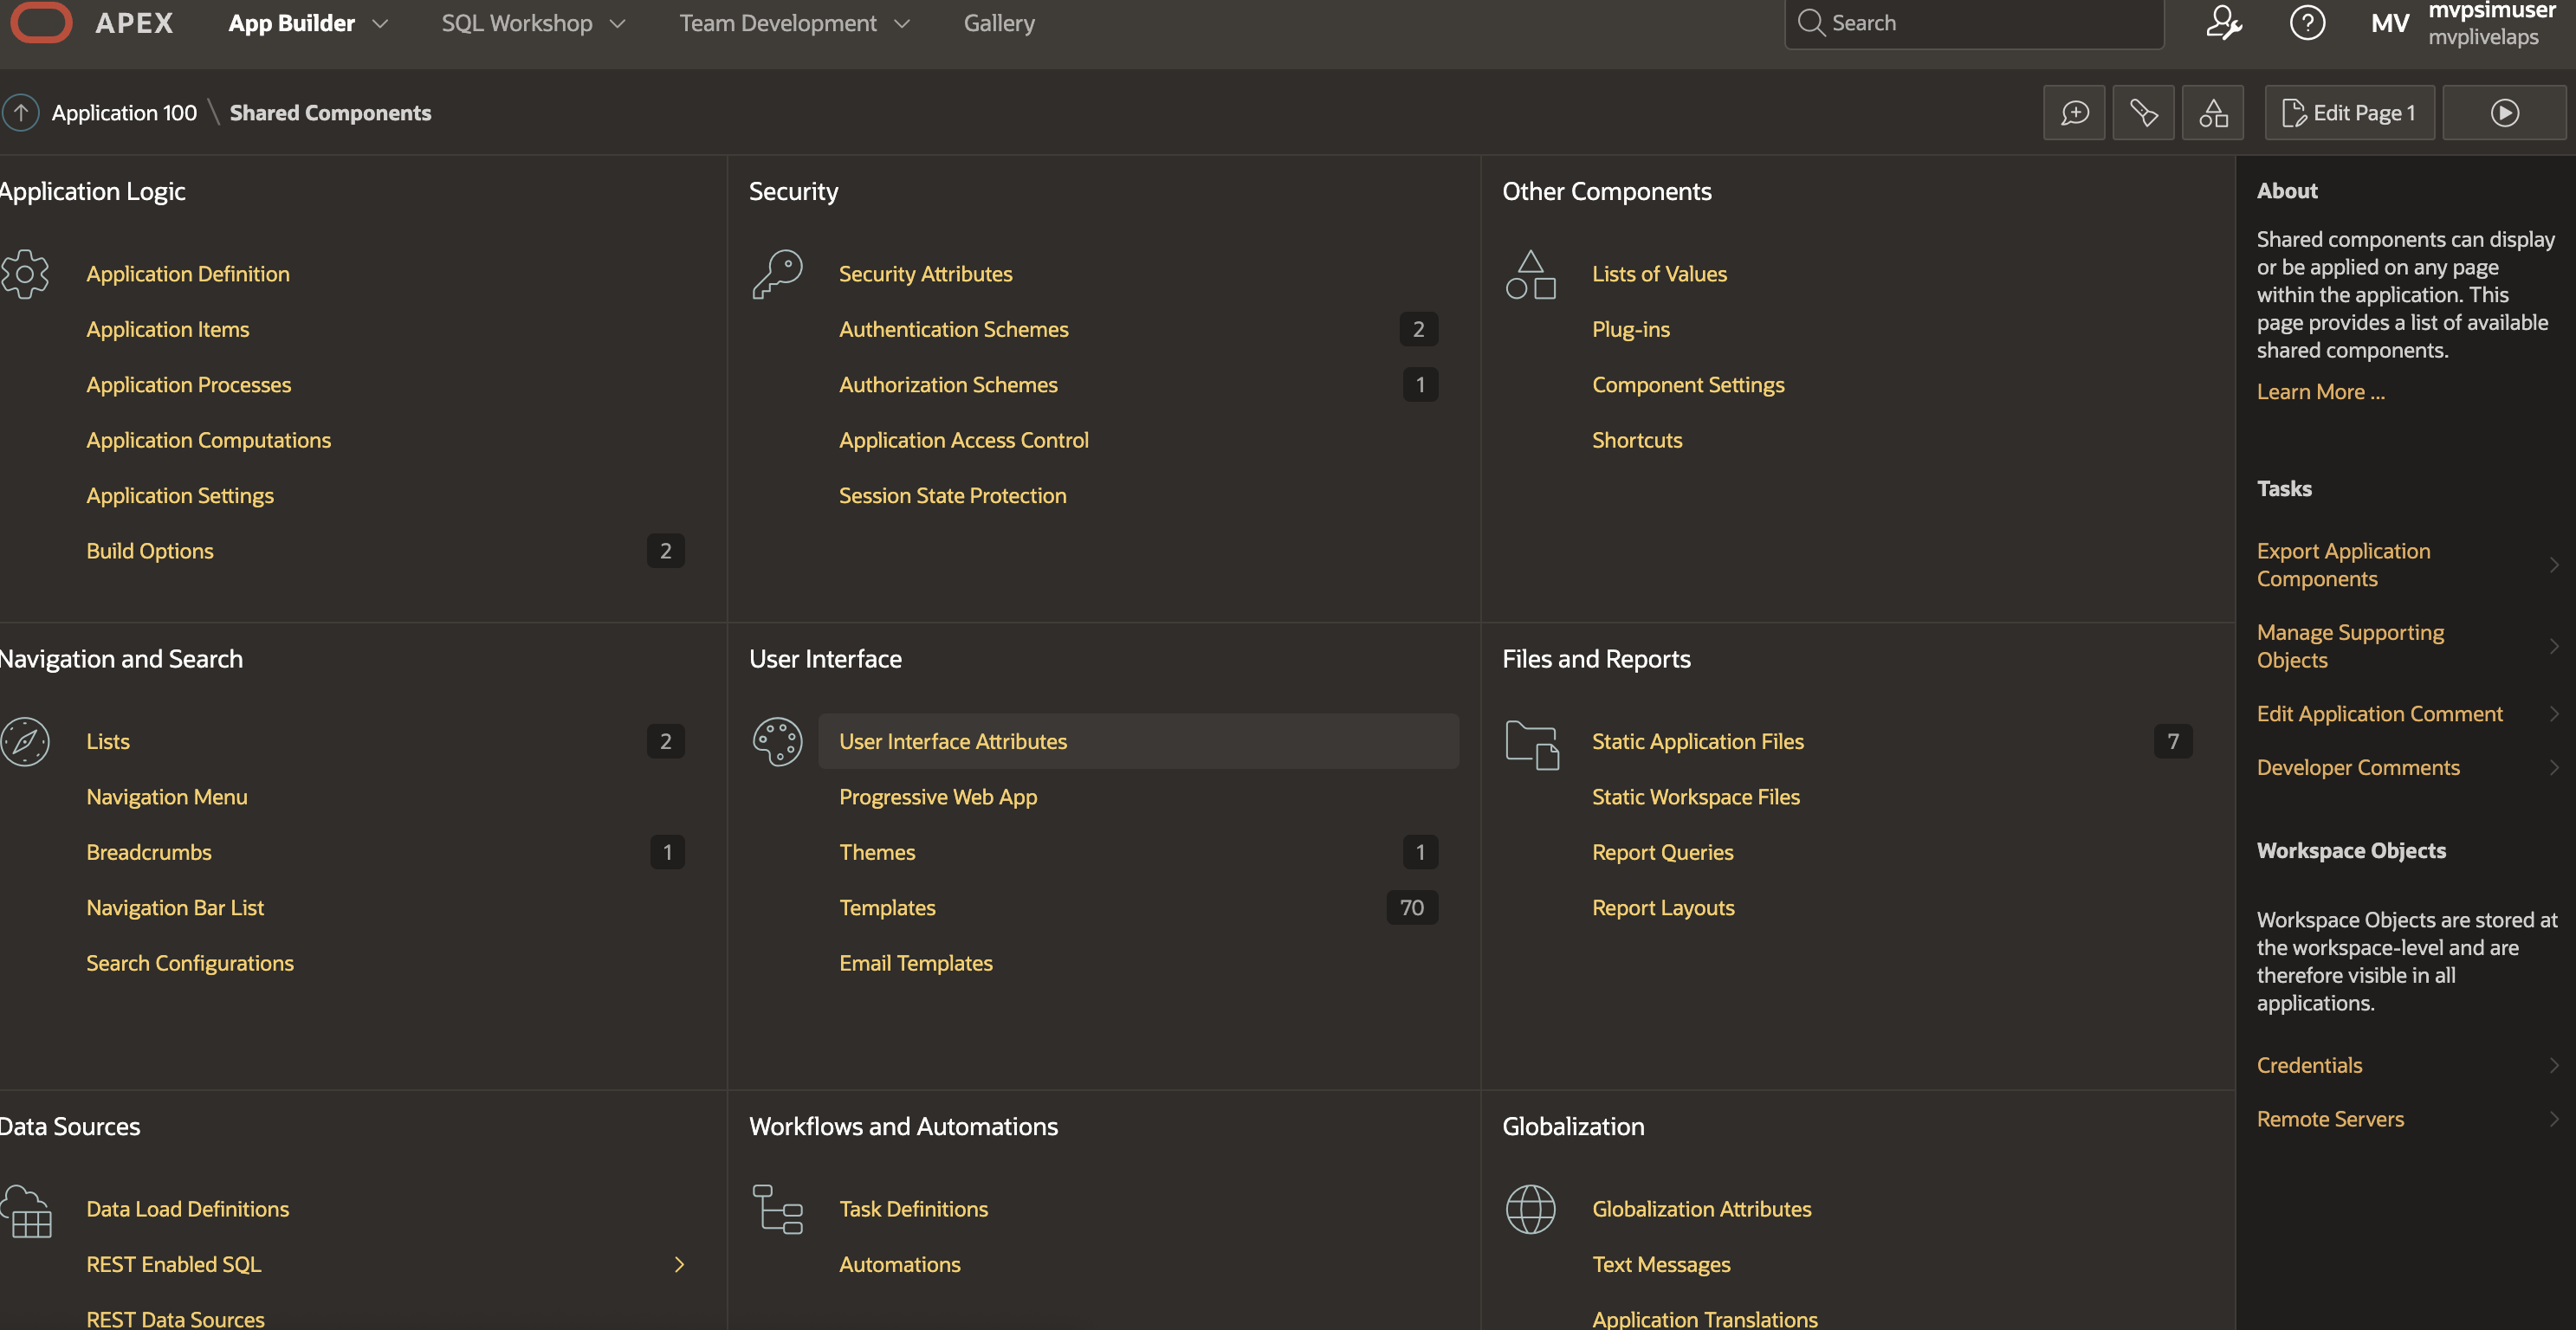 APEX App Builder SQL Workshop Team Development Gallery Search MV mvpsimuser
mvplivelaps
Application 100 \ Shared Components Edit Page 1
Application Logic
Application Definition
Application Items
Application Processes
Application Computations
Application Settings
Build Options 2
Security
Security Attributes
Authentication Schemes 2
Authorization Schemes 1
Application Access Control
Session State Protection
Other Components
Lists of Values
Plug-ins
Component Settings
Shortcuts
Navigation and Search
Lists 2
Navigation Menu
Breadcrumbs 1
Navigation Bar List
Search Configurations
User Interface
User Interface Attributes
Progressive Web App
Themes 1
Templates 70
Email Templates
Files and Reports
Static Application Files 7
Static Workspace Files
Report Queries
Report Layouts
Data Sources
Data Load Definitions
REST Enabled SQL
REST Data Sources
Workflows and Automations
Task Definitions
Automations
Globalization
Globalization Attributes
Text Messages
Application Translations
About
Shared components can display
or be applied on any page
within the application. This
page provides a list of available
shared components.
Learn More ...
Tasks
Export Application
Components
Manage Supporting
Objects
Edit Application Comment
Developer Comments
Workspace Objects
Workspace Objects are stored at
the workspace-level and are
therefore visible in all
applications.
Credentials
Remote Servers